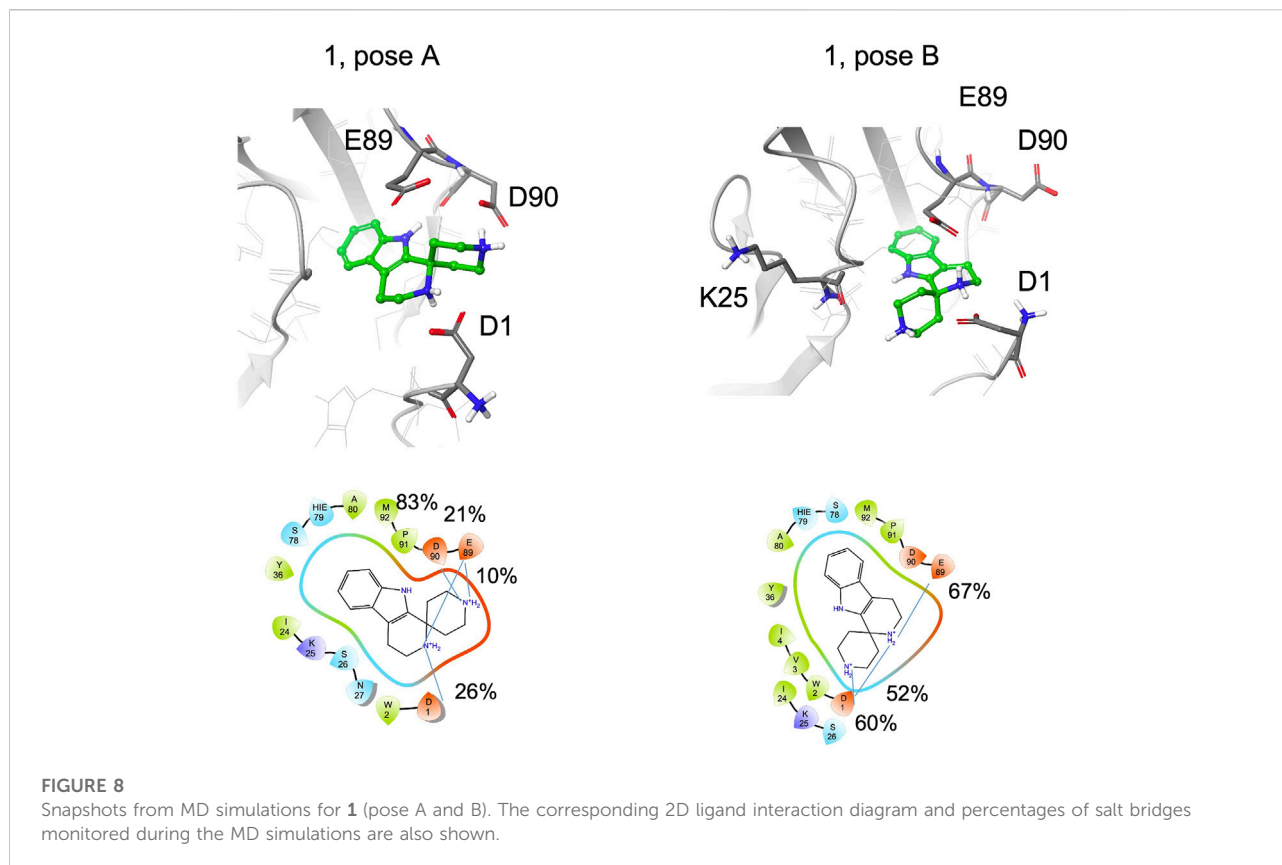 1, pose A
1, pose B
E89
D90
D1
E89
D90
K25
D1
83%
21%
10%
26%
S
78
HIE
79
A
80
M
92
P
91
D
90
E
89
Y
36
I
24
K
25
S
26
N
27
W
2
D
1
NH
N⁺H₂
N⁺H₂
67%
52%
60%
A
80
HIE
79
S
78
M
92
P
91
D
90
E
89
Y
36
I
4
V
3
W
2
D
1
I
24
K
25
S
26
HN
N⁺
H₂
N⁺
H₂
FIGURE 8
Snapshots from MD simulations for 1 (pose A and B). The corresponding 2D ligand interaction diagram and percentages of salt bridges
monitored during the MD simulations are also shown.